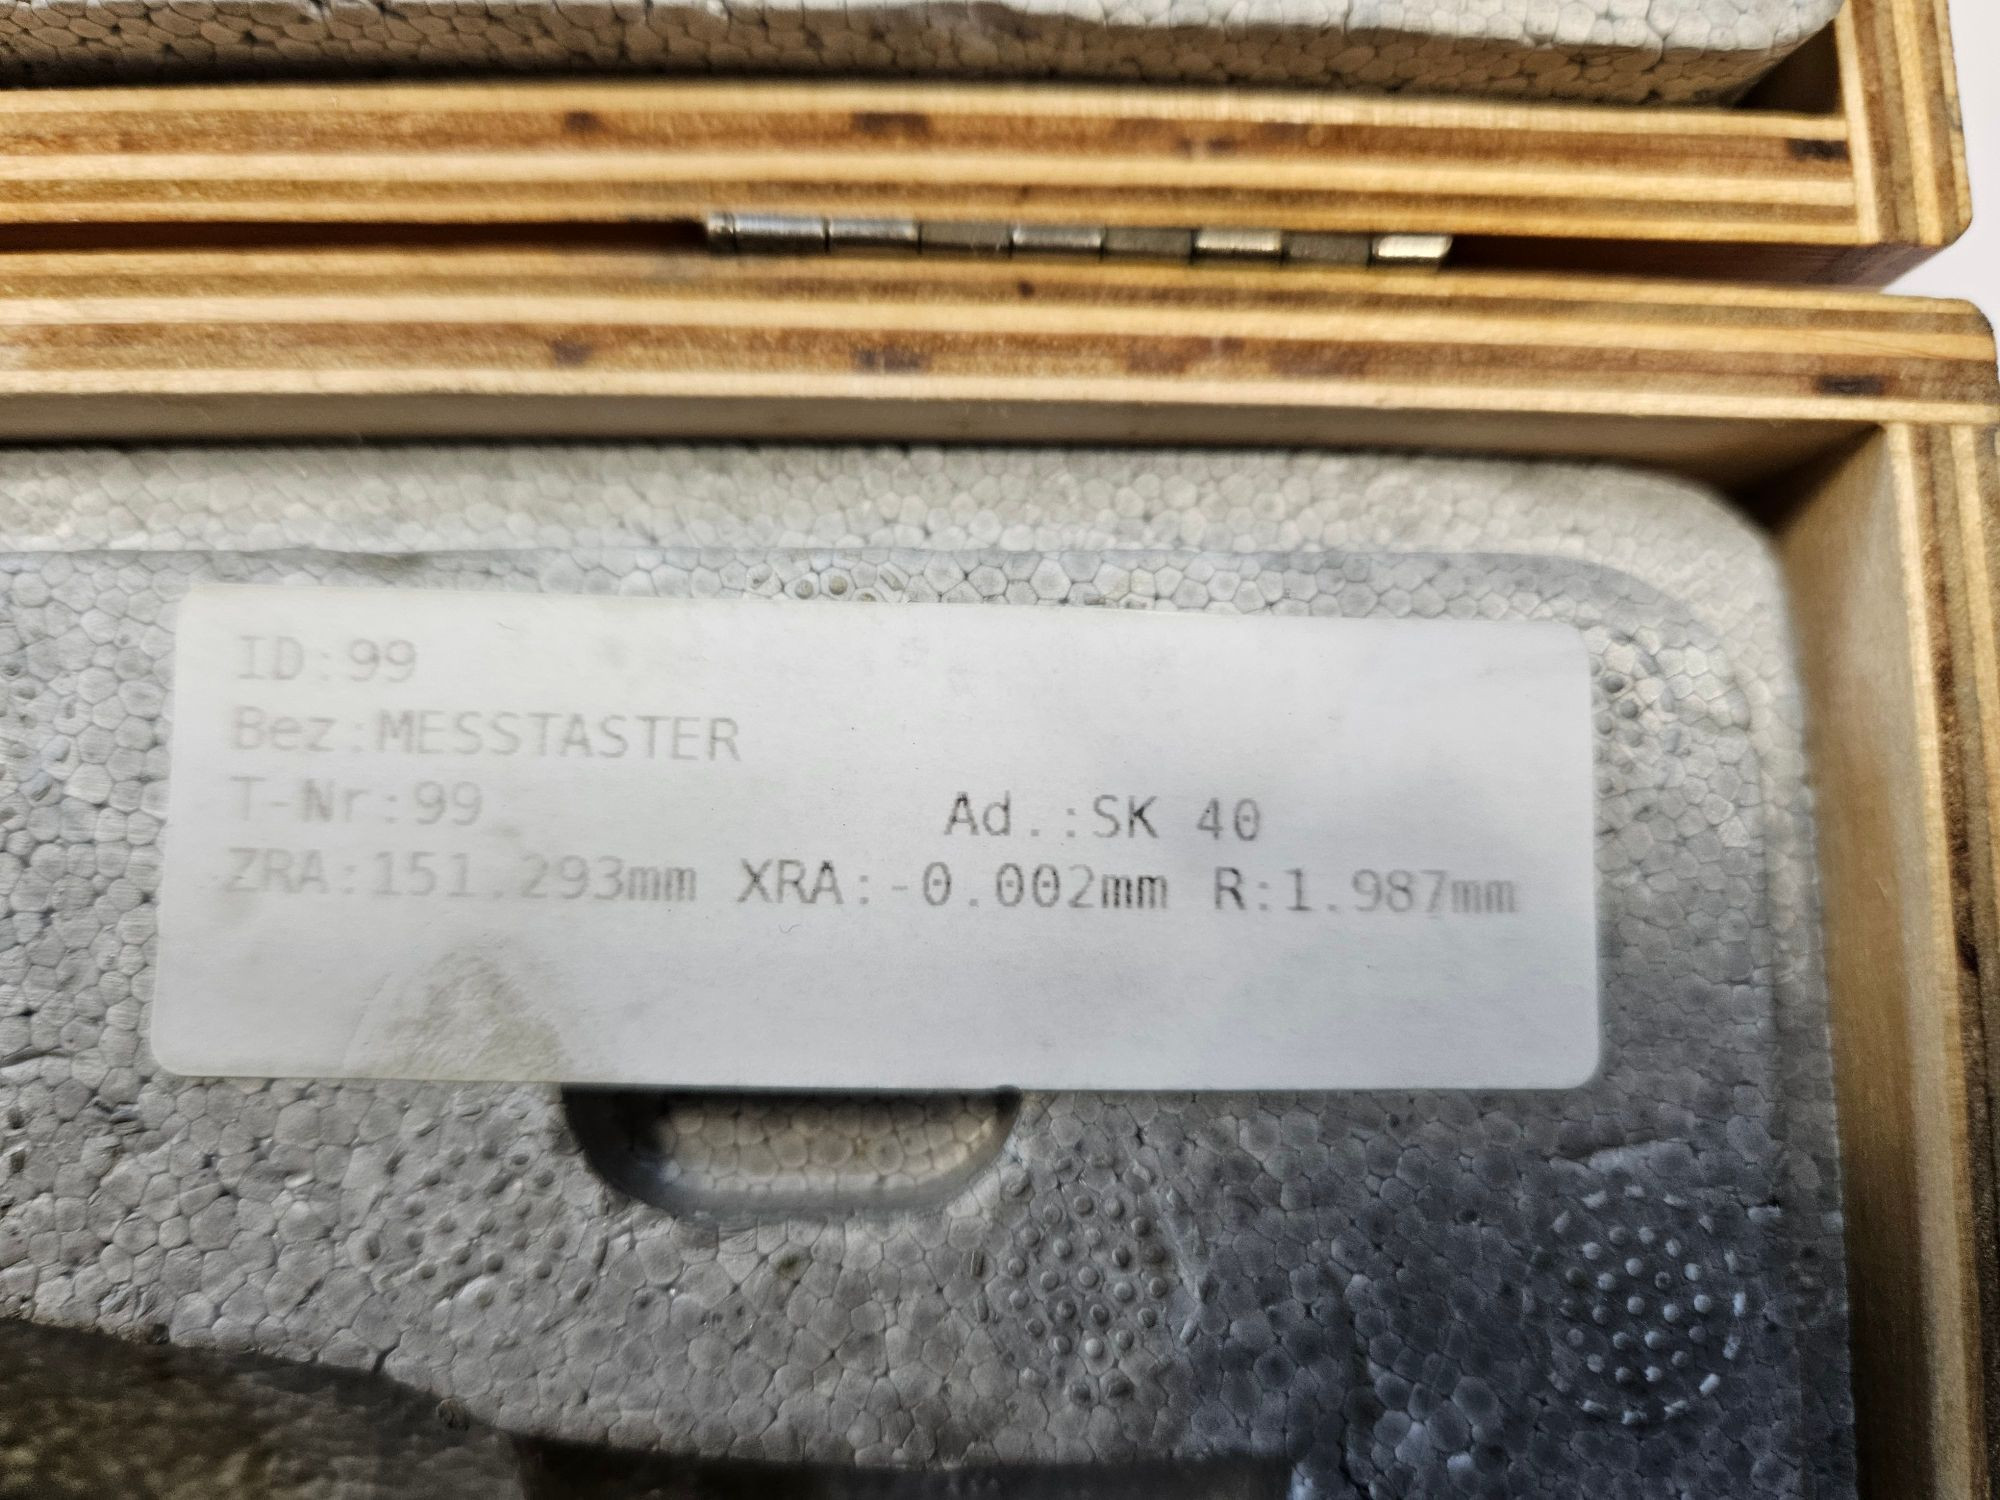 ID:99
Bez:MESSTASTER
T-Nr:99 Ad.:SK 40
ZRA:151.293mm XRA:-0.002mm R:1.987mm